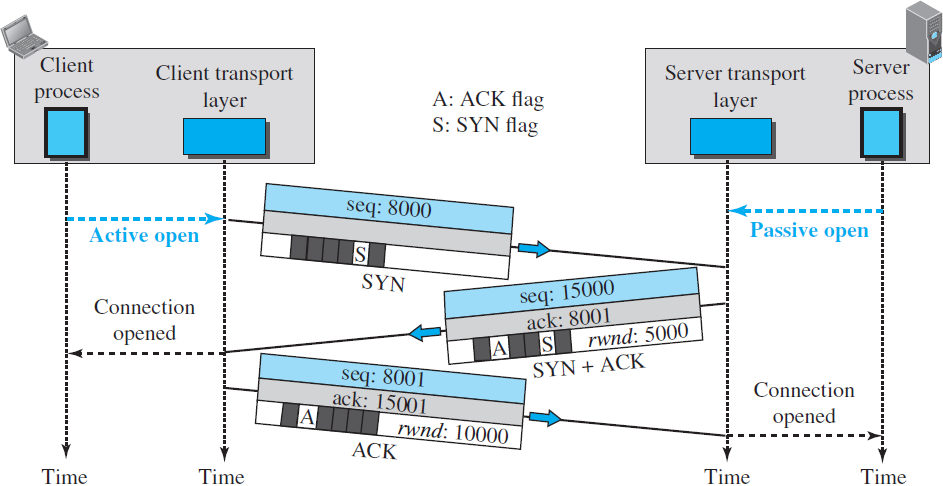 Client
process
Client transport
layer
A: ACK flag
S: SYN flag
Server transport
layer
Server
process
seq: 8000
S
SYN
Active open
Passive open
seq: 15000
ack: 8001
A S rwnd: 5000
SYN + ACK
Connection
opened
seq: 8001
ack: 15001
A rwnd: 10000
ACK
Connection
opened
Time
Time
Time
Time